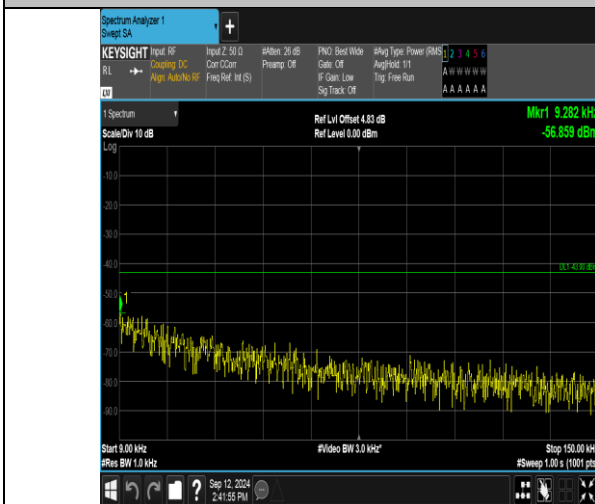 Spectrum Analyzer 1
Swept SA
+
KEYSIGHT
RL
Input: RF
Coupling: DC
Align: Auto/No RF
Input Z: 50 Ω
Corr CCorr
Freq Ref: Int (S)
#Atten: 26 dB
Preamp: Off
PNO: Best Wide
Gate: Off
IF Gain: Low
Sig Track: Off
#Avg Type: Power (RMS
Avg|Hold: 1/1
Trig: Free Run
1 2 3 4 5 6
A W W W W W
A A A A A A
LXI
1 Spectrum
Scale/Div 10 dB
Ref Lvl Offset 4.83 dB
Ref Level 0.00 dBm
Mkr1 9.282 kHz
-56.859 dBm
Log
-10.0
-20.0
-30.0
-40.0
DL1 -43.00 dBm
-50.0
1
-60.0
-70.0
-80.0
-90.0
Start 9.00 kHz
#Res BW 1.0 kHz
#Video BW 3.0 kHz*
Stop 150.00 kHz
#Sweep 1.00 s (1001 pts
?
Sep 12, 2024
2:41:55 PM